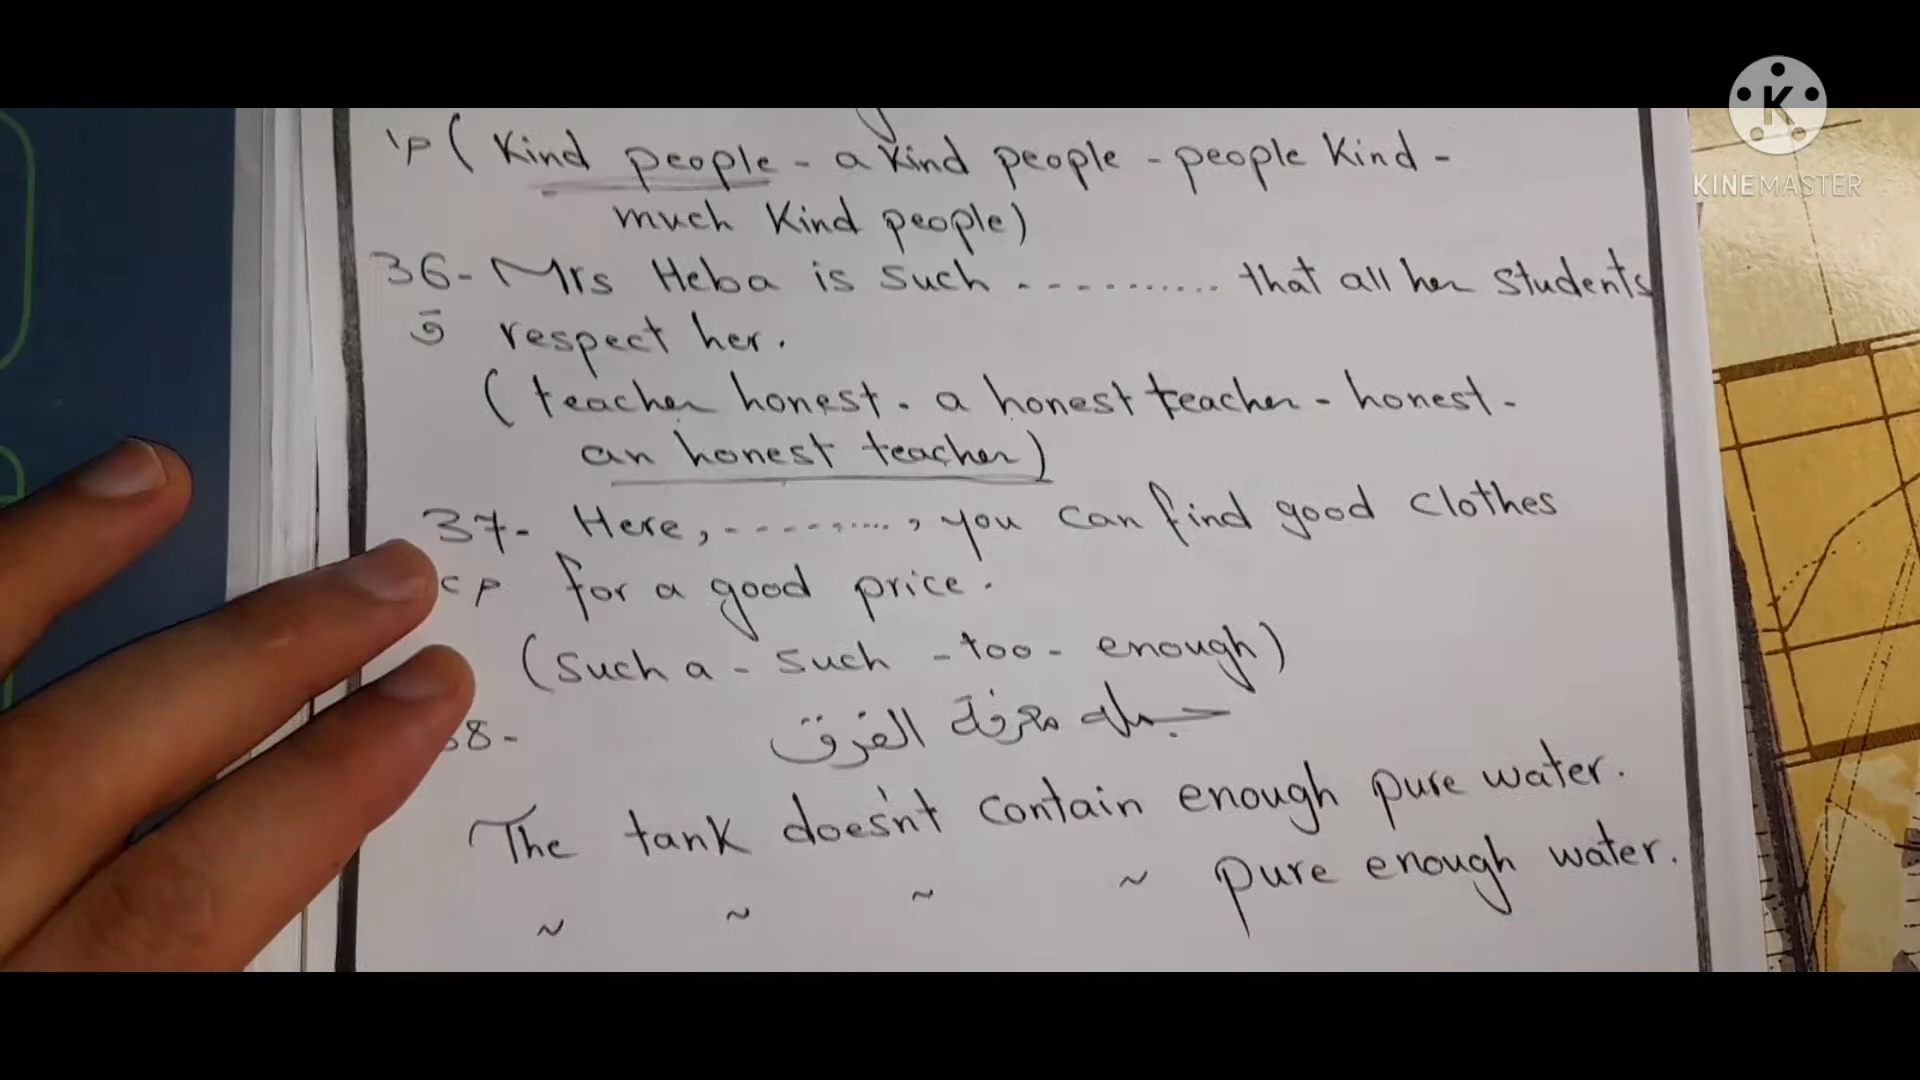 (Kind people - a kind people - people kind -
much kind people)
36- Mrs Heba is such .......... that all her students
respect her.
(teacher honest - a honest teacher - honest -
an honest teacher)
37- Here, .........., you can find good clothes
for a good price.
(such a - such - too - enough)
38- جمله معرفة الفرق
The tank doesn't contain enough pure water.
~ ~ ~ ~ pure enough water.
K
KINEMASTER